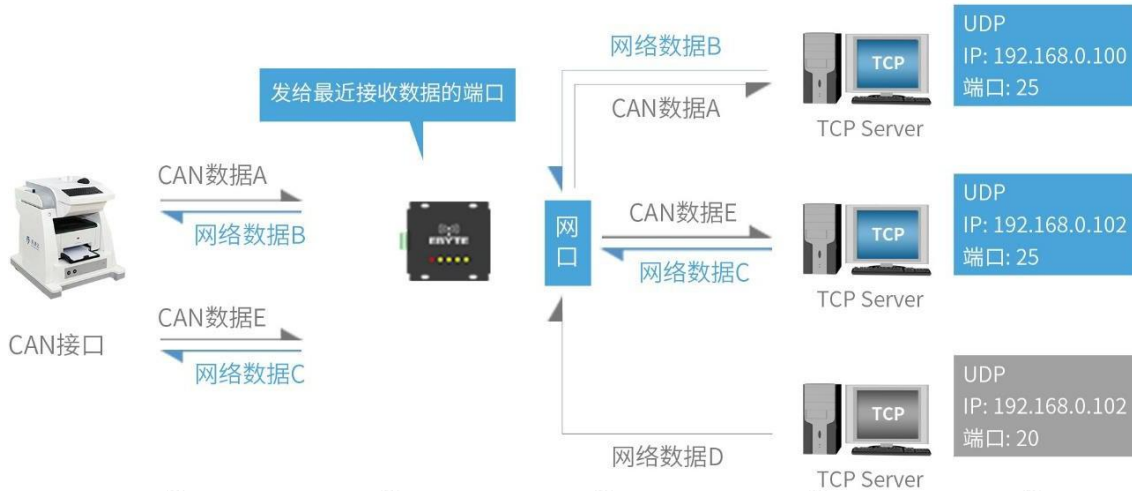 网络数据B
UDP
IP: 192.168.0.100
端口: 25
TCP
发给最近接收数据的端口
CAN数据A
TCP Server
CAN数据A
网络数据B
EBYTE
网口
CAN数据E
网络数据C
UDP
IP: 192.168.0.102
端口: 25
TCP
TCP Server
CAN接口
CAN数据E
网络数据C
UDP
IP: 192.168.0.102
端口: 20
TCP
网络数据D
TCP Server